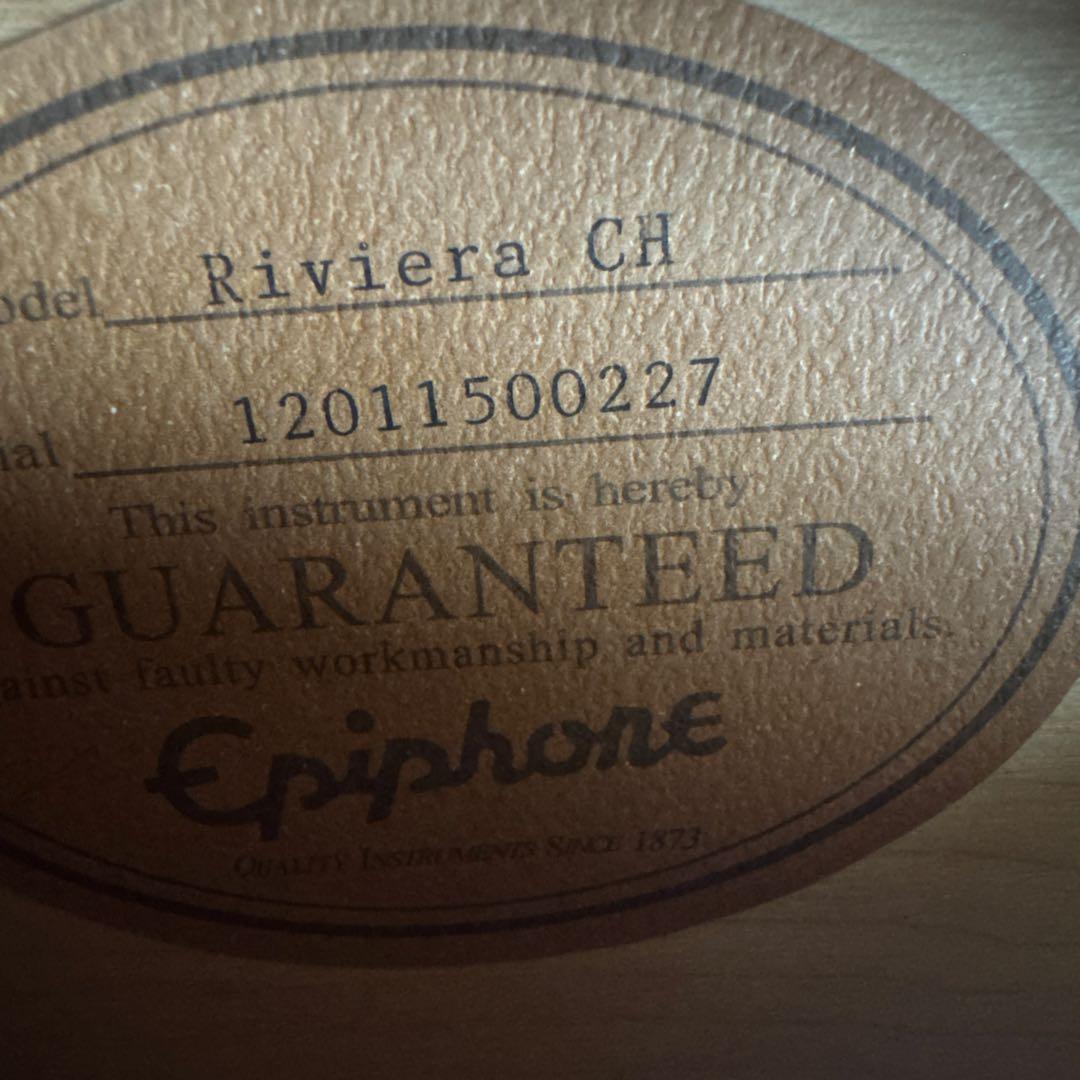 odel Riviera CH
ial 12011500227
This instrument is hereby
GUARANTEED
ainst faulty workmanship and materials.
Epiphone
QUALITY INSTRUMENTS SINCE 1873